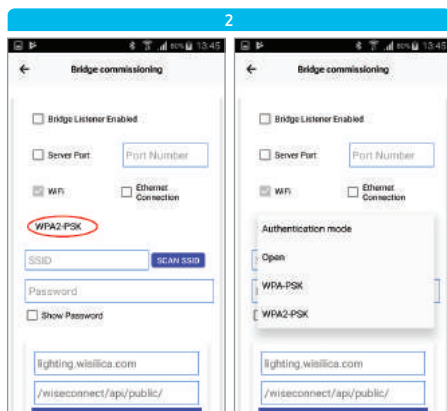 2
80% 13:45
Bridge commissioning
Bridge Listener Enabled
Server Port
Port Number
WiFi
Ethernet Connection
WPA2-PSK
SSID
SCAN SSID
Password
Show Password
lighting.wisilica.com
/wiseconnect/api/public/
80% 13:45
Bridge commissioning
Bridge Listener Enabled
Server Port
Port Number
WiFi
Ethernet Connection
Authentication mode
Open
WPA-PSK
WPA2-PSK
lighting.wisilica.com
/wiseconnect/api/public/